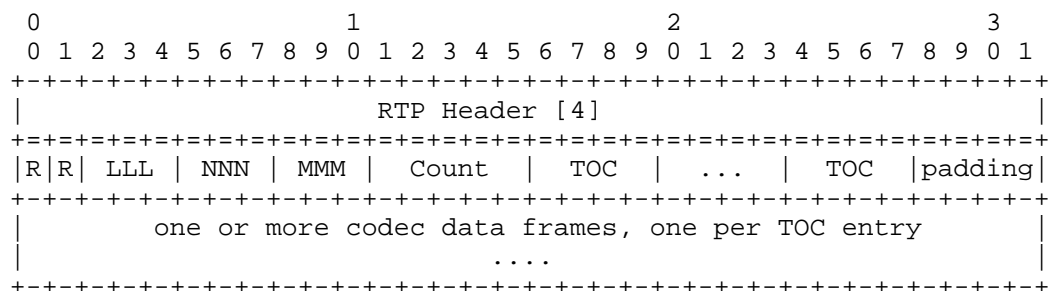 0                   1                   2                   3
 0 1 2 3 4 5 6 7 8 9 0 1 2 3 4 5 6 7 8 9 0 1 2 3 4 5 6 7 8 9 0 1
+-+-+-+-+-+-+-+-+-+-+-+-+-+-+-+-+-+-+-+-+-+-+-+-+-+-+-+-+-+-+-+-+
|                      RTP Header [4]                           |
+=+=+=+=+=+=+=+=+=+=+=+=+=+=+=+=+=+=+=+=+=+=+=+=+=+=+=+=+=+=+=+=+
|R|R| LLL | NNN | MMM |  Count  |  TOC  |  ...  |  TOC  |padding|
+-+-+-+-+-+-+-+-+-+-+-+-+-+-+-+-+-+-+-+-+-+-+-+-+-+-+-+-+-+-+-+-+
|        one or more codec data frames, one per TOC entry       |
|                             ....                              |
+-+-+-+-+-+-+-+-+-+-+-+-+-+-+-+-+-+-+-+-+-+-+-+-+-+-+-+-+-+-+-+-+